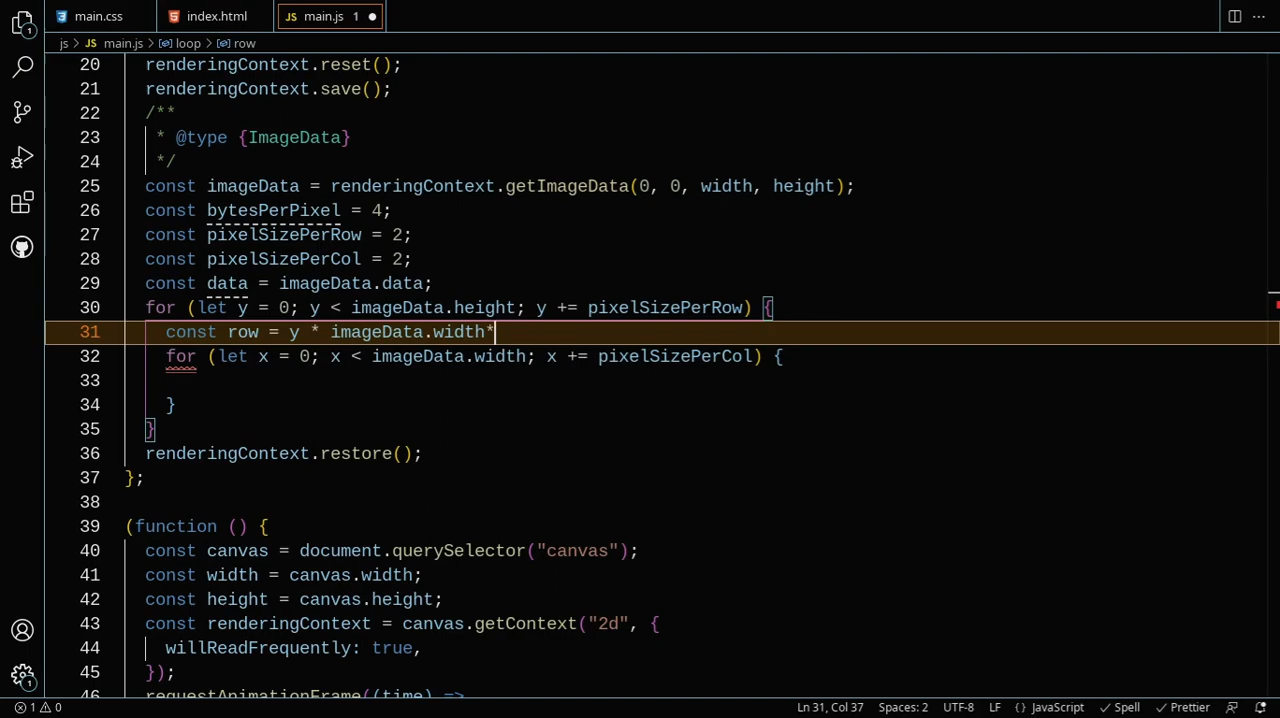 main.css
index.html
JS main.js 1
js > JS main.js > loop > row
20 renderingContext.reset();
21 renderingContext.save();
22 /**
23 * @type {ImageData}
24 */
25 const imageData = renderingContext.getImageData(0, 0, width, height);
26 const bytesPerPixel = 4;
27 const pixelSizePerRow = 2;
28 const pixelSizePerCol = 2;
29 const data = imageData.data;
30 for (let y = 0; y < imageData.height; y += pixelSizePerRow) {
31 const row = y * imageData.width*
32 for (let x = 0; x < imageData.width; x += pixelSizePerCol) {
33
34 }
35 }
36 renderingContext.restore();
37 };
38
39 (function () {
40 const canvas = document.querySelector("canvas");
41 const width = canvas.width;
42 const height = canvas.height;
43 const renderingContext = canvas.getContext("2d", {
44 willReadFrequently: true,
45 });
46 requestAnimationFrame((time) =>
1
1
1 0 Ln 31, Col 37 Spaces: 2 UTF-8 LF {} JavaScript Spell Prettier